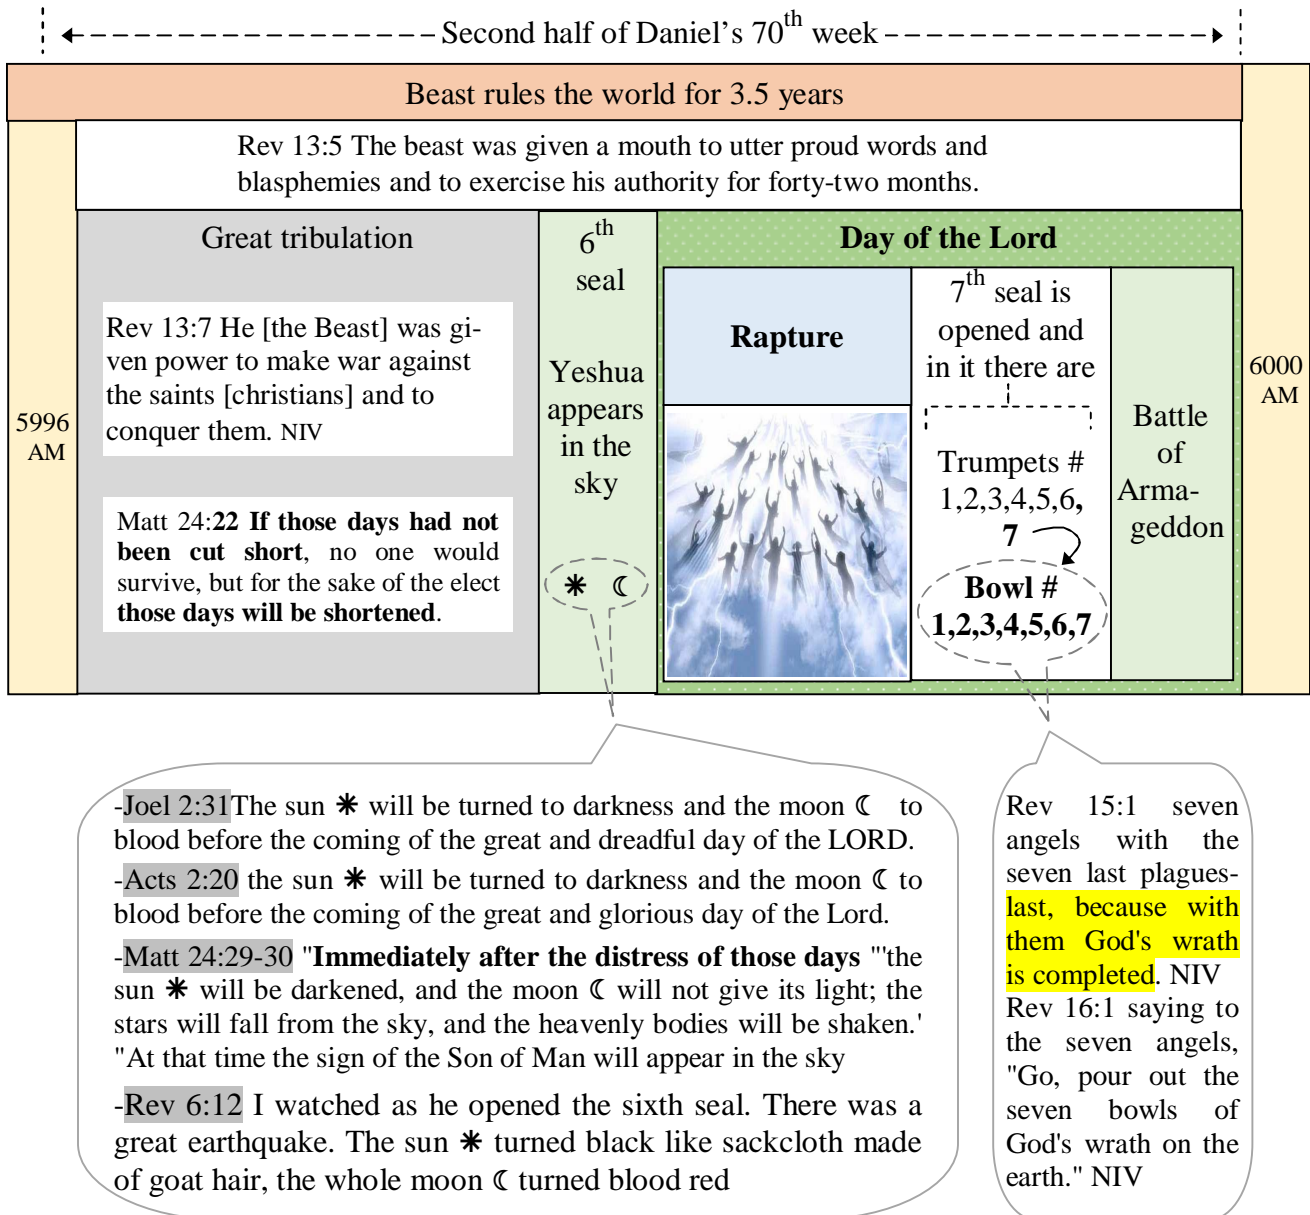 Second half of Daniel's 70th week
Beast rules the world for 3.5 years
Rev 13:5 The beast was given a mouth to utter proud words and
blasphemies and to exercise his authority for forty-two months.
5996
AM
Great tribulation
Rev 13:7 He [the Beast] was gi-
ven power to make war against
the saints [christians] and to
conquer them. NIV
Matt 24:22 If those days had not
been cut short, no one would
survive, but for the sake of the elect
those days will be shortened.
6th
seal
Yeshua
appears
in the
sky
Day of the Lord
Rapture
7th seal is
opened and
in it there are
Trumpets #
1,2,3,4,5,6,
7
Bowl #
1,2,3,4,5,6,7
Battle
of
Arma-
geddon
6000
AM
-Joel 2:31The sun ☀ will be turned to darkness and the moon ☾ to
blood before the coming of the great and dreadful day of the LORD.
-Acts 2:20 the sun ☀ will be turned to darkness and the moon ☾ to
blood before the coming of the great and glorious day of the Lord.
-Matt 24:29-30 "Immediately after the distress of those days "'the
sun ☀ will be darkened, and the moon ☾ will not give its light; the
stars will fall from the sky, and the heavenly bodies will be shaken.'
"At that time the sign of the Son of Man will appear in the sky
-Rev 6:12 I watched as he opened the sixth seal. There was a
great earthquake. The sun ☀ turned black like sackcloth made
of goat hair, the whole moon ☾ turned blood red
Rev 15:1 seven
angels with the
seven last plagues-
last, because with
them God's wrath
is completed. NIV
Rev 16:1 saying to
the seven angels,
"Go, pour out the
seven bowls of
God's wrath on the
earth." NIV